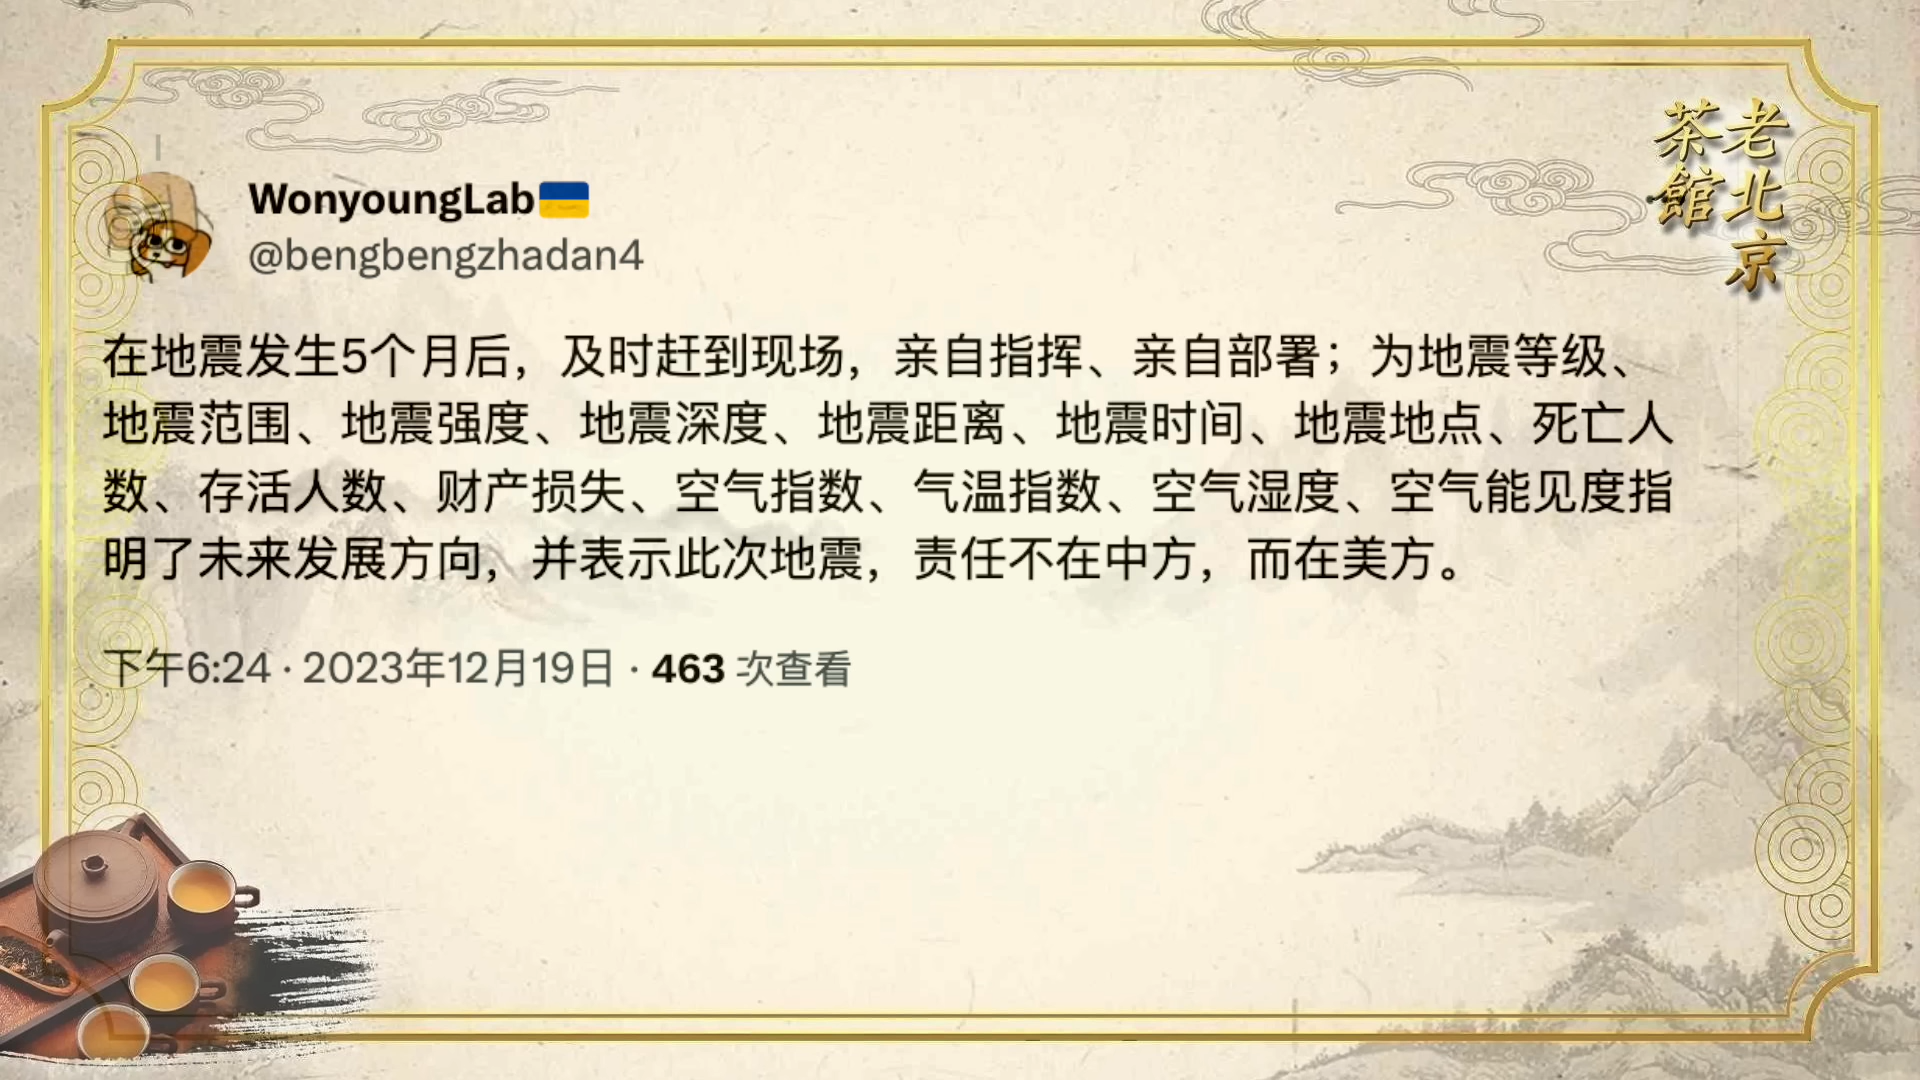 老北京
茶館
WonyoungLab🇺🇦
@bengbengzhadan4
在地震发生5个月后，及时赶到现场，亲自指挥、亲自部署；为地震等级、
地震范围、地震强度、地震深度、地震距离、地震时间、地震地点、死亡人
数、存活人数、财产损失、空气指数、气温指数、空气湿度、空气能见度指
明了未来发展方向，并表示此次地震，责任不在中方，而在美方。
下午6:24 · 2023年12月19日 · 463 次查看